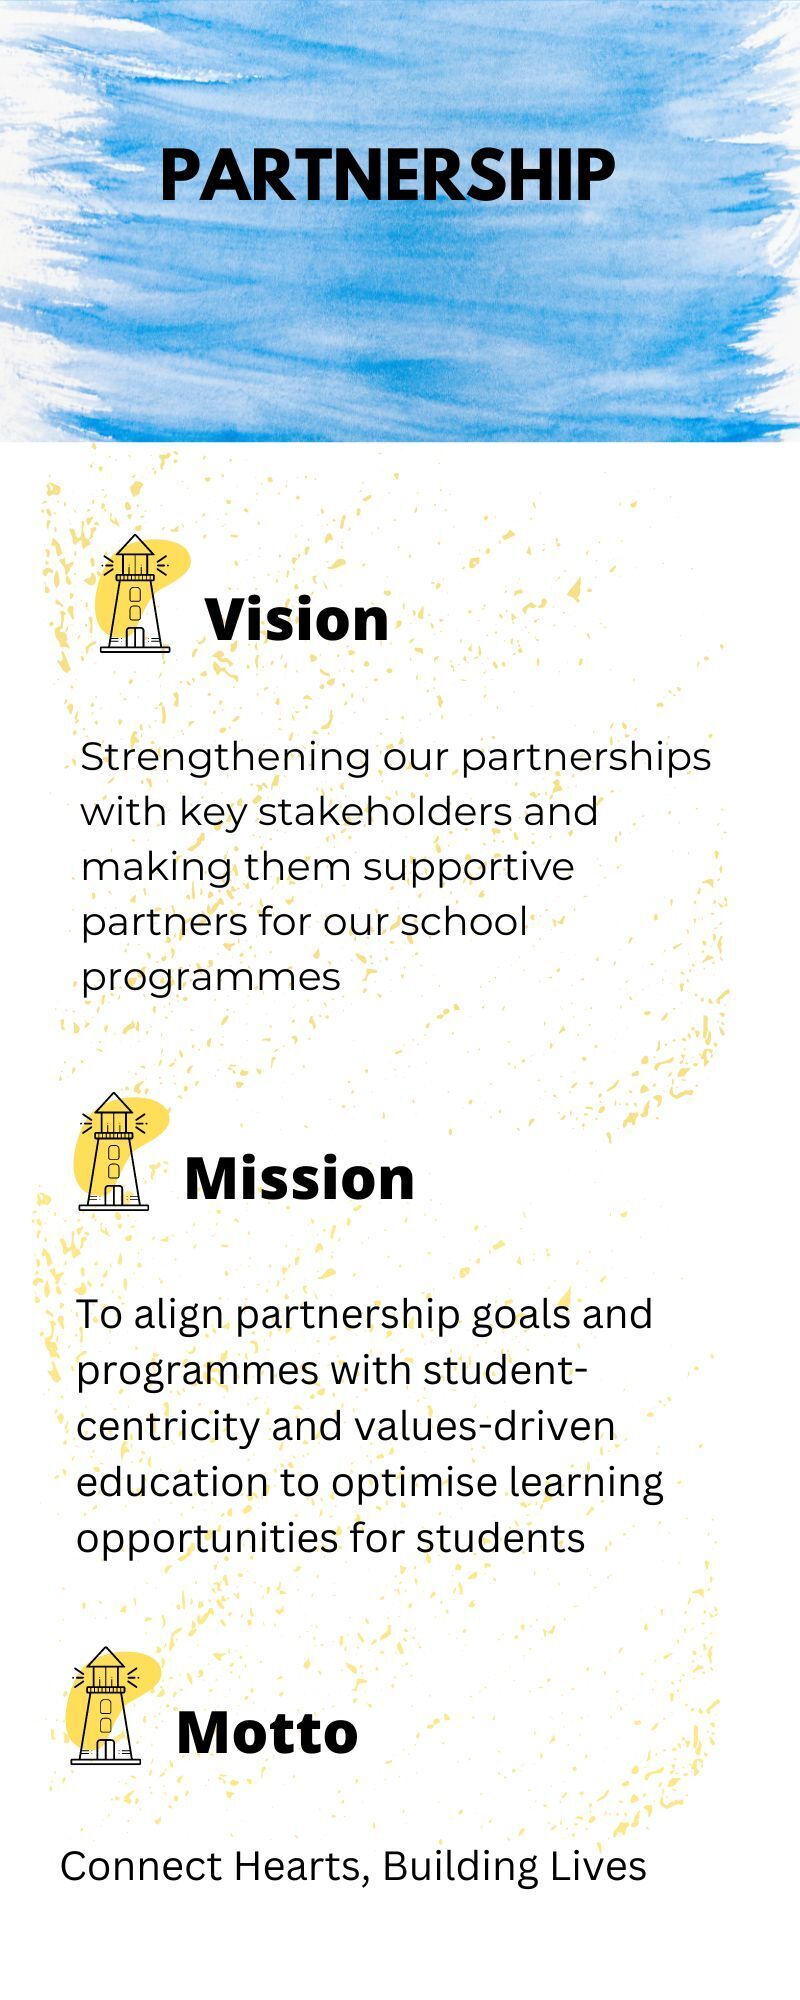 PARTNERSHIP
Vision
Strengthening our partnerships
with key stakeholders and
making them supportive
partners for our school
programmes
Mission
To align partnership goals and
programmes with student-
centricity and values-driven
education to optimise learning
opportunities for students
Motto
Connect Hearts, Building Lives